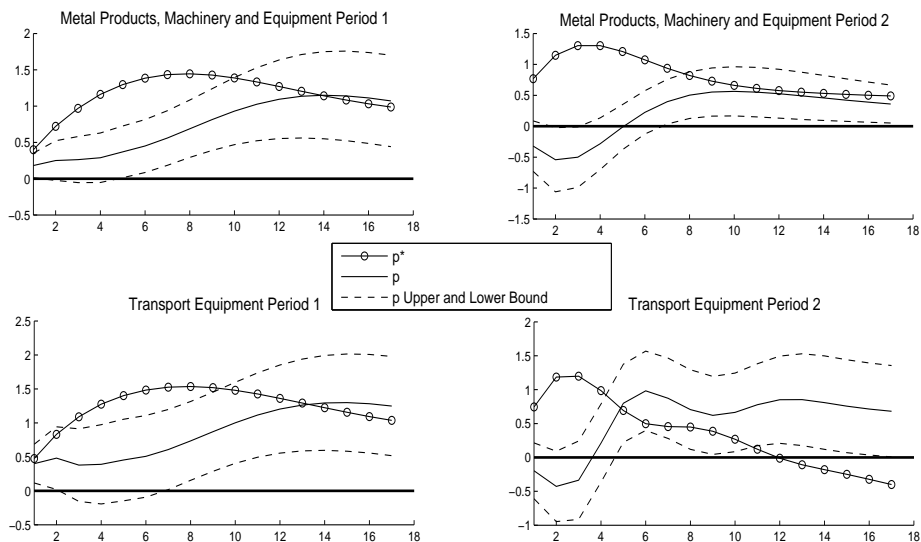 Metal Products, Machinery and Equipment Period 1
2
1.5
1
0.5
0
−0.5
2 4 6 8 10 12 14 16 18
Metal Products, Machinery and Equipment Period 2
1.5
1
0.5
0
−0.5
−1
−1.5
2 4 6 8 10 12 14 16 18
p*
p
p Upper and Lower Bound
Transport Equipment Period 1
2.5
2
1.5
1
0.5
0
−0.5
2 4 6 8 10 12 14 16 18
Transport Equipment Period 2
2
1.5
1
0.5
0
−0.5
−1
2 4 6 8 10 12 14 16 18